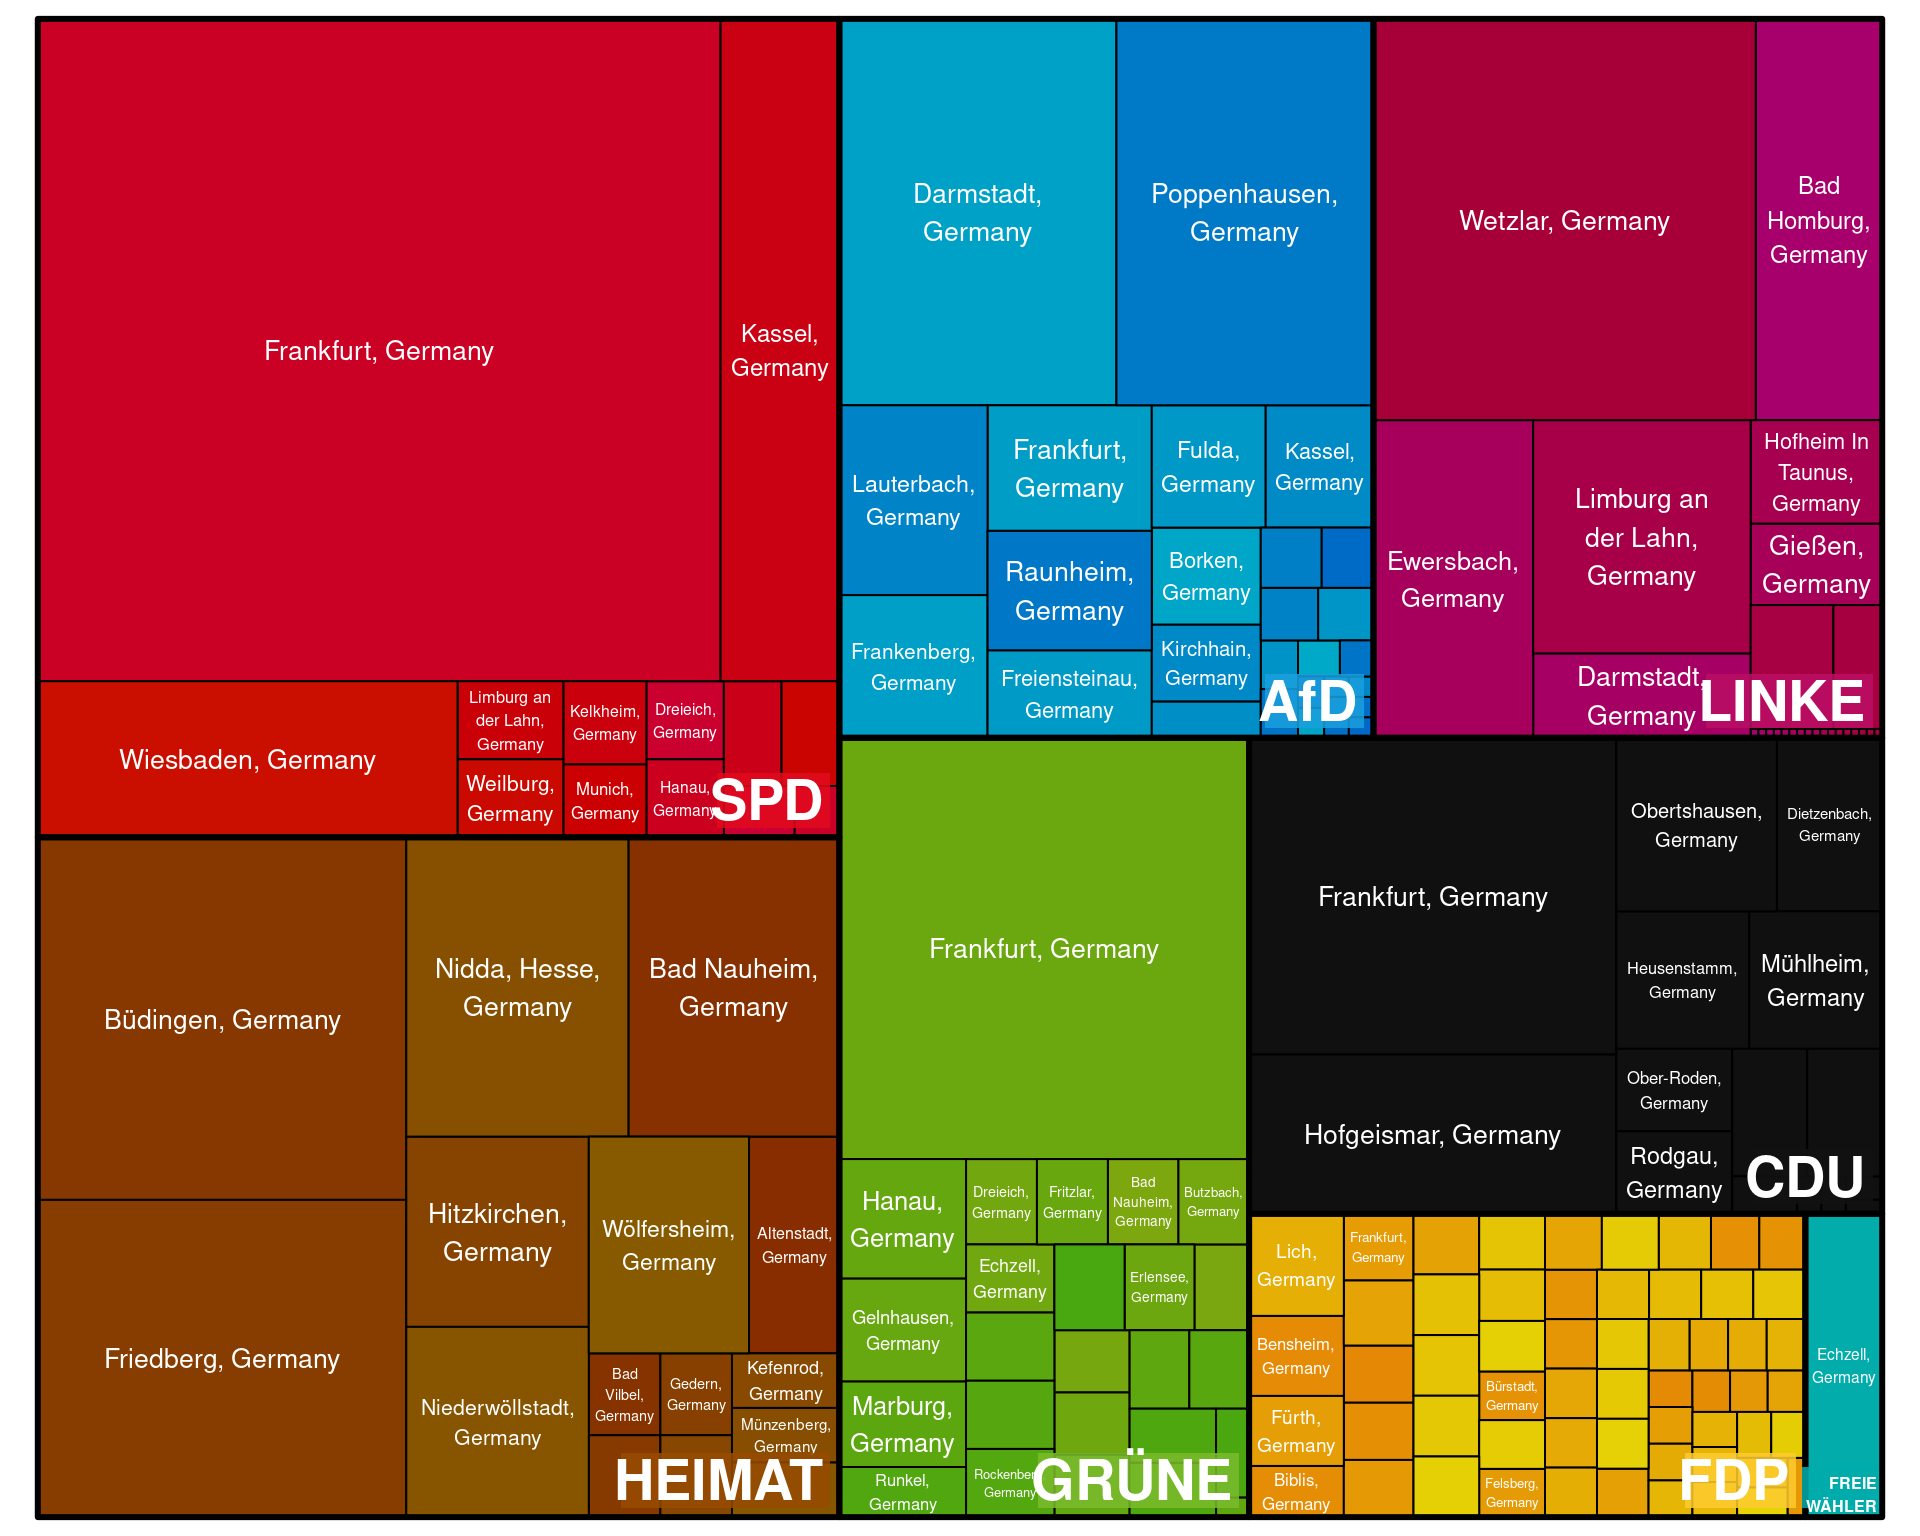 Frankfurt, Germany
Kassel,
Germany
Wiesbaden, Germany
Limburg an
der Lahn,
Germany
Weilburg,
Germany
Kelkheim,
Germany
Munich,
Germany
Dreieich,
Germany
Hanau,
Germany
SPD
Darmstadt,
Germany
Poppenhausen,
Germany
Lauterbach,
Germany
Frankenberg,
Germany
Frankfurt,
Germany
Raunheim,
Germany
Freiensteinau,
Germany
Fulda,
Germany
Kassel,
Germany
Borken,
Germany
Kirchhain,
Germany
AfD
Wetzlar, Germany
Bad
Homburg,
Germany
Ewersbach,
Germany
Limburg an
der Lahn,
Germany
Darmstadt,
Germany
Hofheim In
Taunus,
Germany
Gießen,
Germany
LINKE
Büdingen, Germany
Friedberg, Germany
Nidda, Hesse,
Germany
Bad Nauheim,
Germany
Hitzkirchen,
Germany
Niederwöllstadt,
Germany
Wölfersheim,
Germany
Altenstadt,
Germany
Bad
Vilbel,
Germany
Gedern,
Germany
Kefenrod,
Germany
Münzenberg,
Germany
HEIMAT
Frankfurt, Germany
Hanau,
Germany
Gelnhausen,
Germany
Marburg,
Germany
Runkel,
Germany
Dreieich,
Germany
Fritzlar,
Germany
Bad
Nauheim,
Germany
Butzbach,
Germany
Echzell,
Germany
Erlensee,
Germany
Rockenber
Germany
GRÜNE
Frankfurt, Germany
Hofgeismar, Germany
Obertshausen,
Germany
Dietzenbach,
Germany
Heusenstamm,
Germany
Mühlheim,
Germany
Ober-Roden,
Germany
Rodgau,
Germany
CDU
Lich,
Germany
Bensheim,
Germany
Fürth,
Germany
Biblis,
Germany
Frankfurt,
Germany
Bürstadt,
Germany
Felsberg,
Germany
FDP
Echzell,
Germany
FREIE
WÄHLER